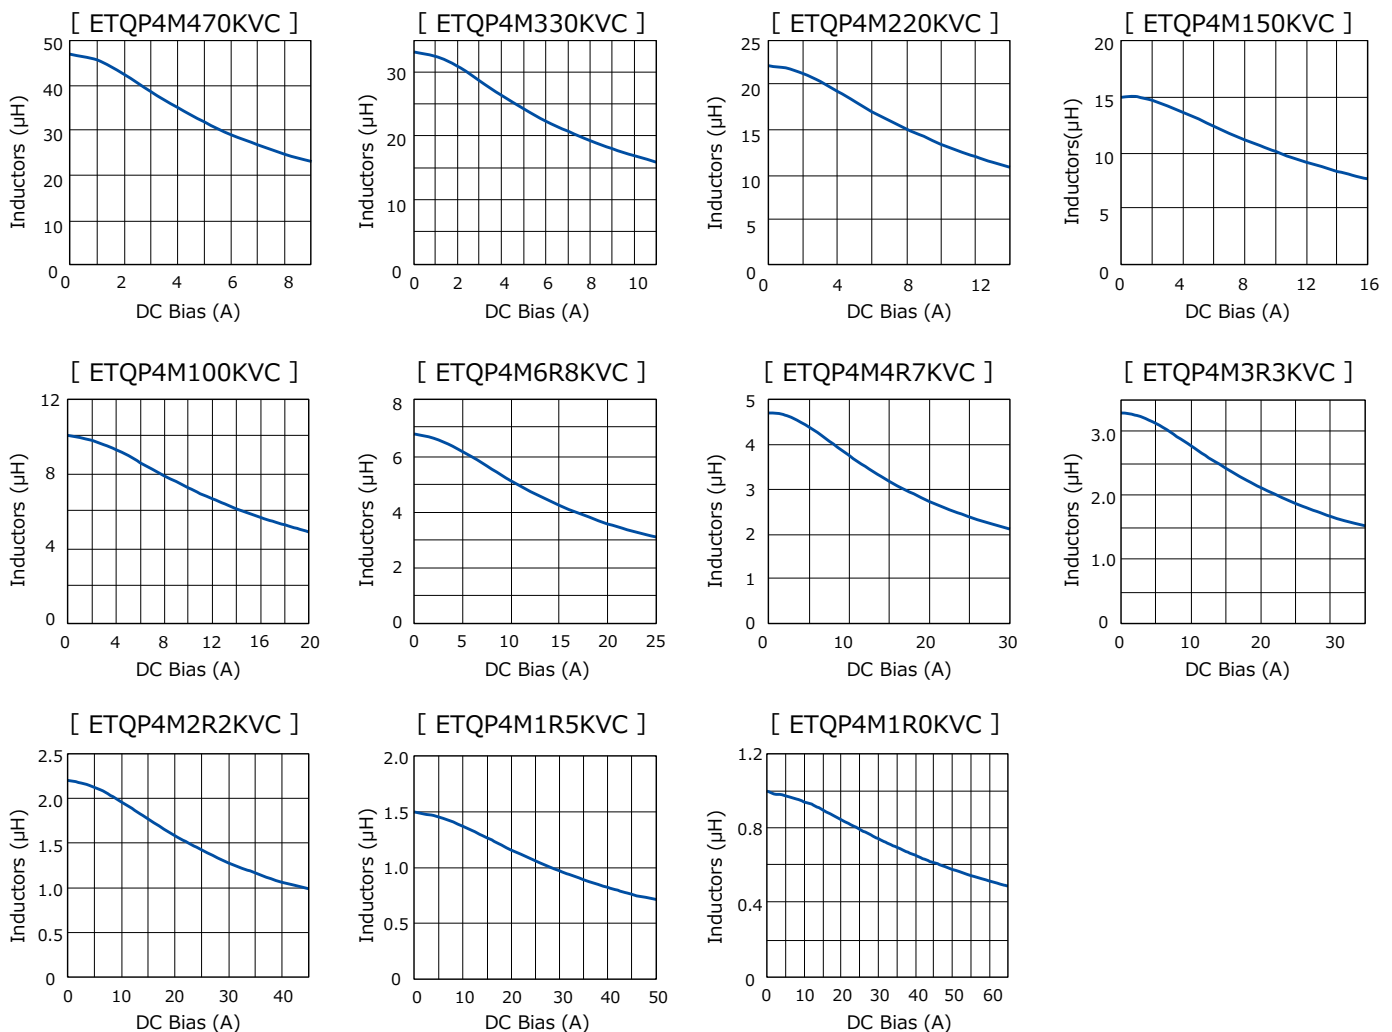 [ ETQP4M470KVC ]
50
40
30
20
10
0
0 2 4 6 8
Inductors (μH)
DC Bias (A)
[ ETQP4M330KVC ]
30
20
10
0
0 2 4 6 8 10
Inductors (μH)
DC Bias (A)
[ ETQP4M220KVC ]
25
20
15
10
5
0
0 4 8 12
Inductors (μH)
DC Bias (A)
[ ETQP4M150KVC ]
20
15
10
5
0
0 4 8 12 16
Inductors(μH)
DC Bias (A)
[ ETQP4M100KVC ]
12
8
4
0
0 4 8 12 16 20
Inductors (μH)
DC Bias (A)
[ ETQP4M6R8KVC ]
8
6
4
2
0
0 5 10 15 20 25
Inductors (μH)
DC Bias (A)
[ ETQP4M4R7KVC ]
5
4
3
2
1
0
0 10 20 30
Inductors (μH)
DC Bias (A)
[ ETQP4M3R3KVC ]
3.0
2.0
1.0
0
0 10 20 30
Inductors (μH)
DC Bias (A)
[ ETQP4M2R2KVC ]
2.5
2.0
1.5
1.0
0.5
0
0 10 20 30 40
Inductors (μH)
DC Bias (A)
[ ETQP4M1R5KVC ]
2.0
1.5
1.0
0.5
0
0 10 20 30 40 50
Inductors (μH)
DC Bias (A)
[ ETQP4M1R0KVC ]
1.2
0.8
0.4
0
0 10 20 30 40 50 60
Inductors (μH)
DC Bias (A)